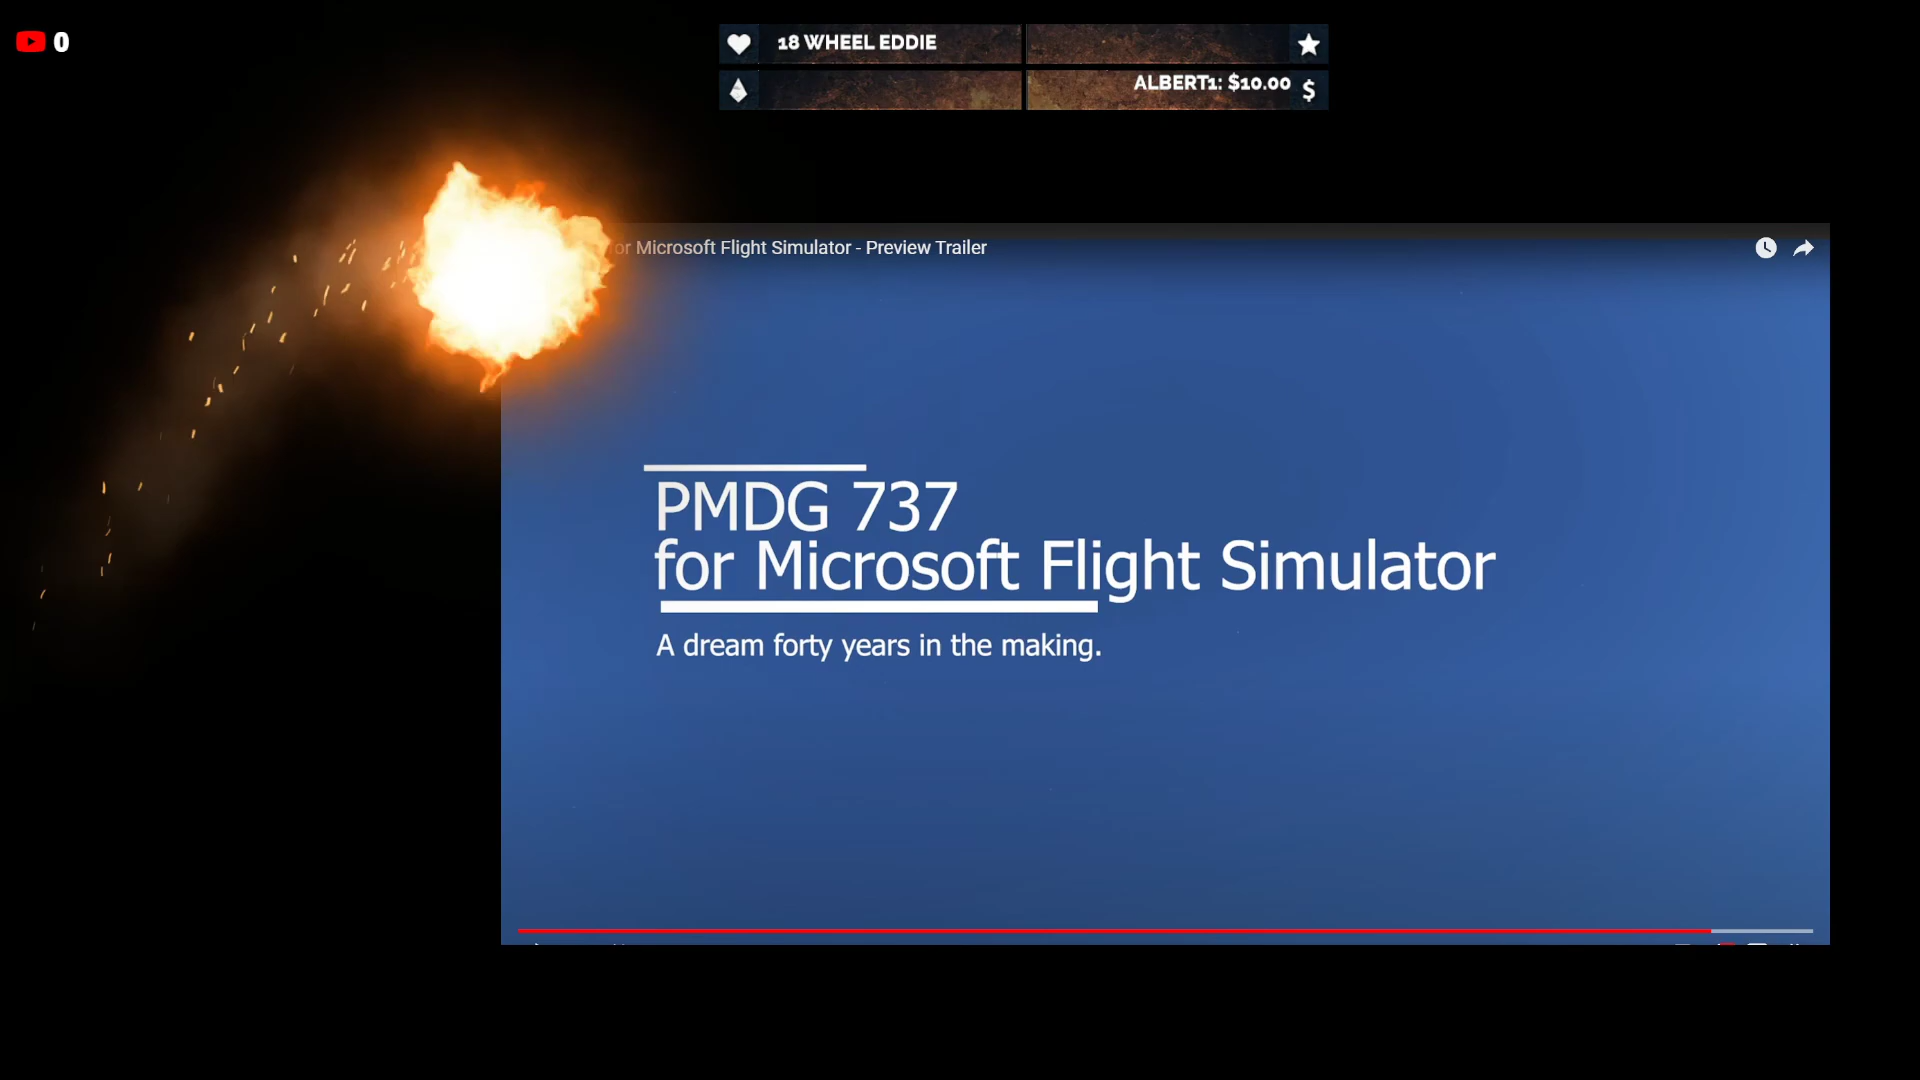 0
18 WHEEL EDDIE
ALBERT1: $10.00
$
for Microsoft Flight Simulator - Preview Trailer
PMDG 737
for Microsoft Flight Simulator
A dream forty years in the making.